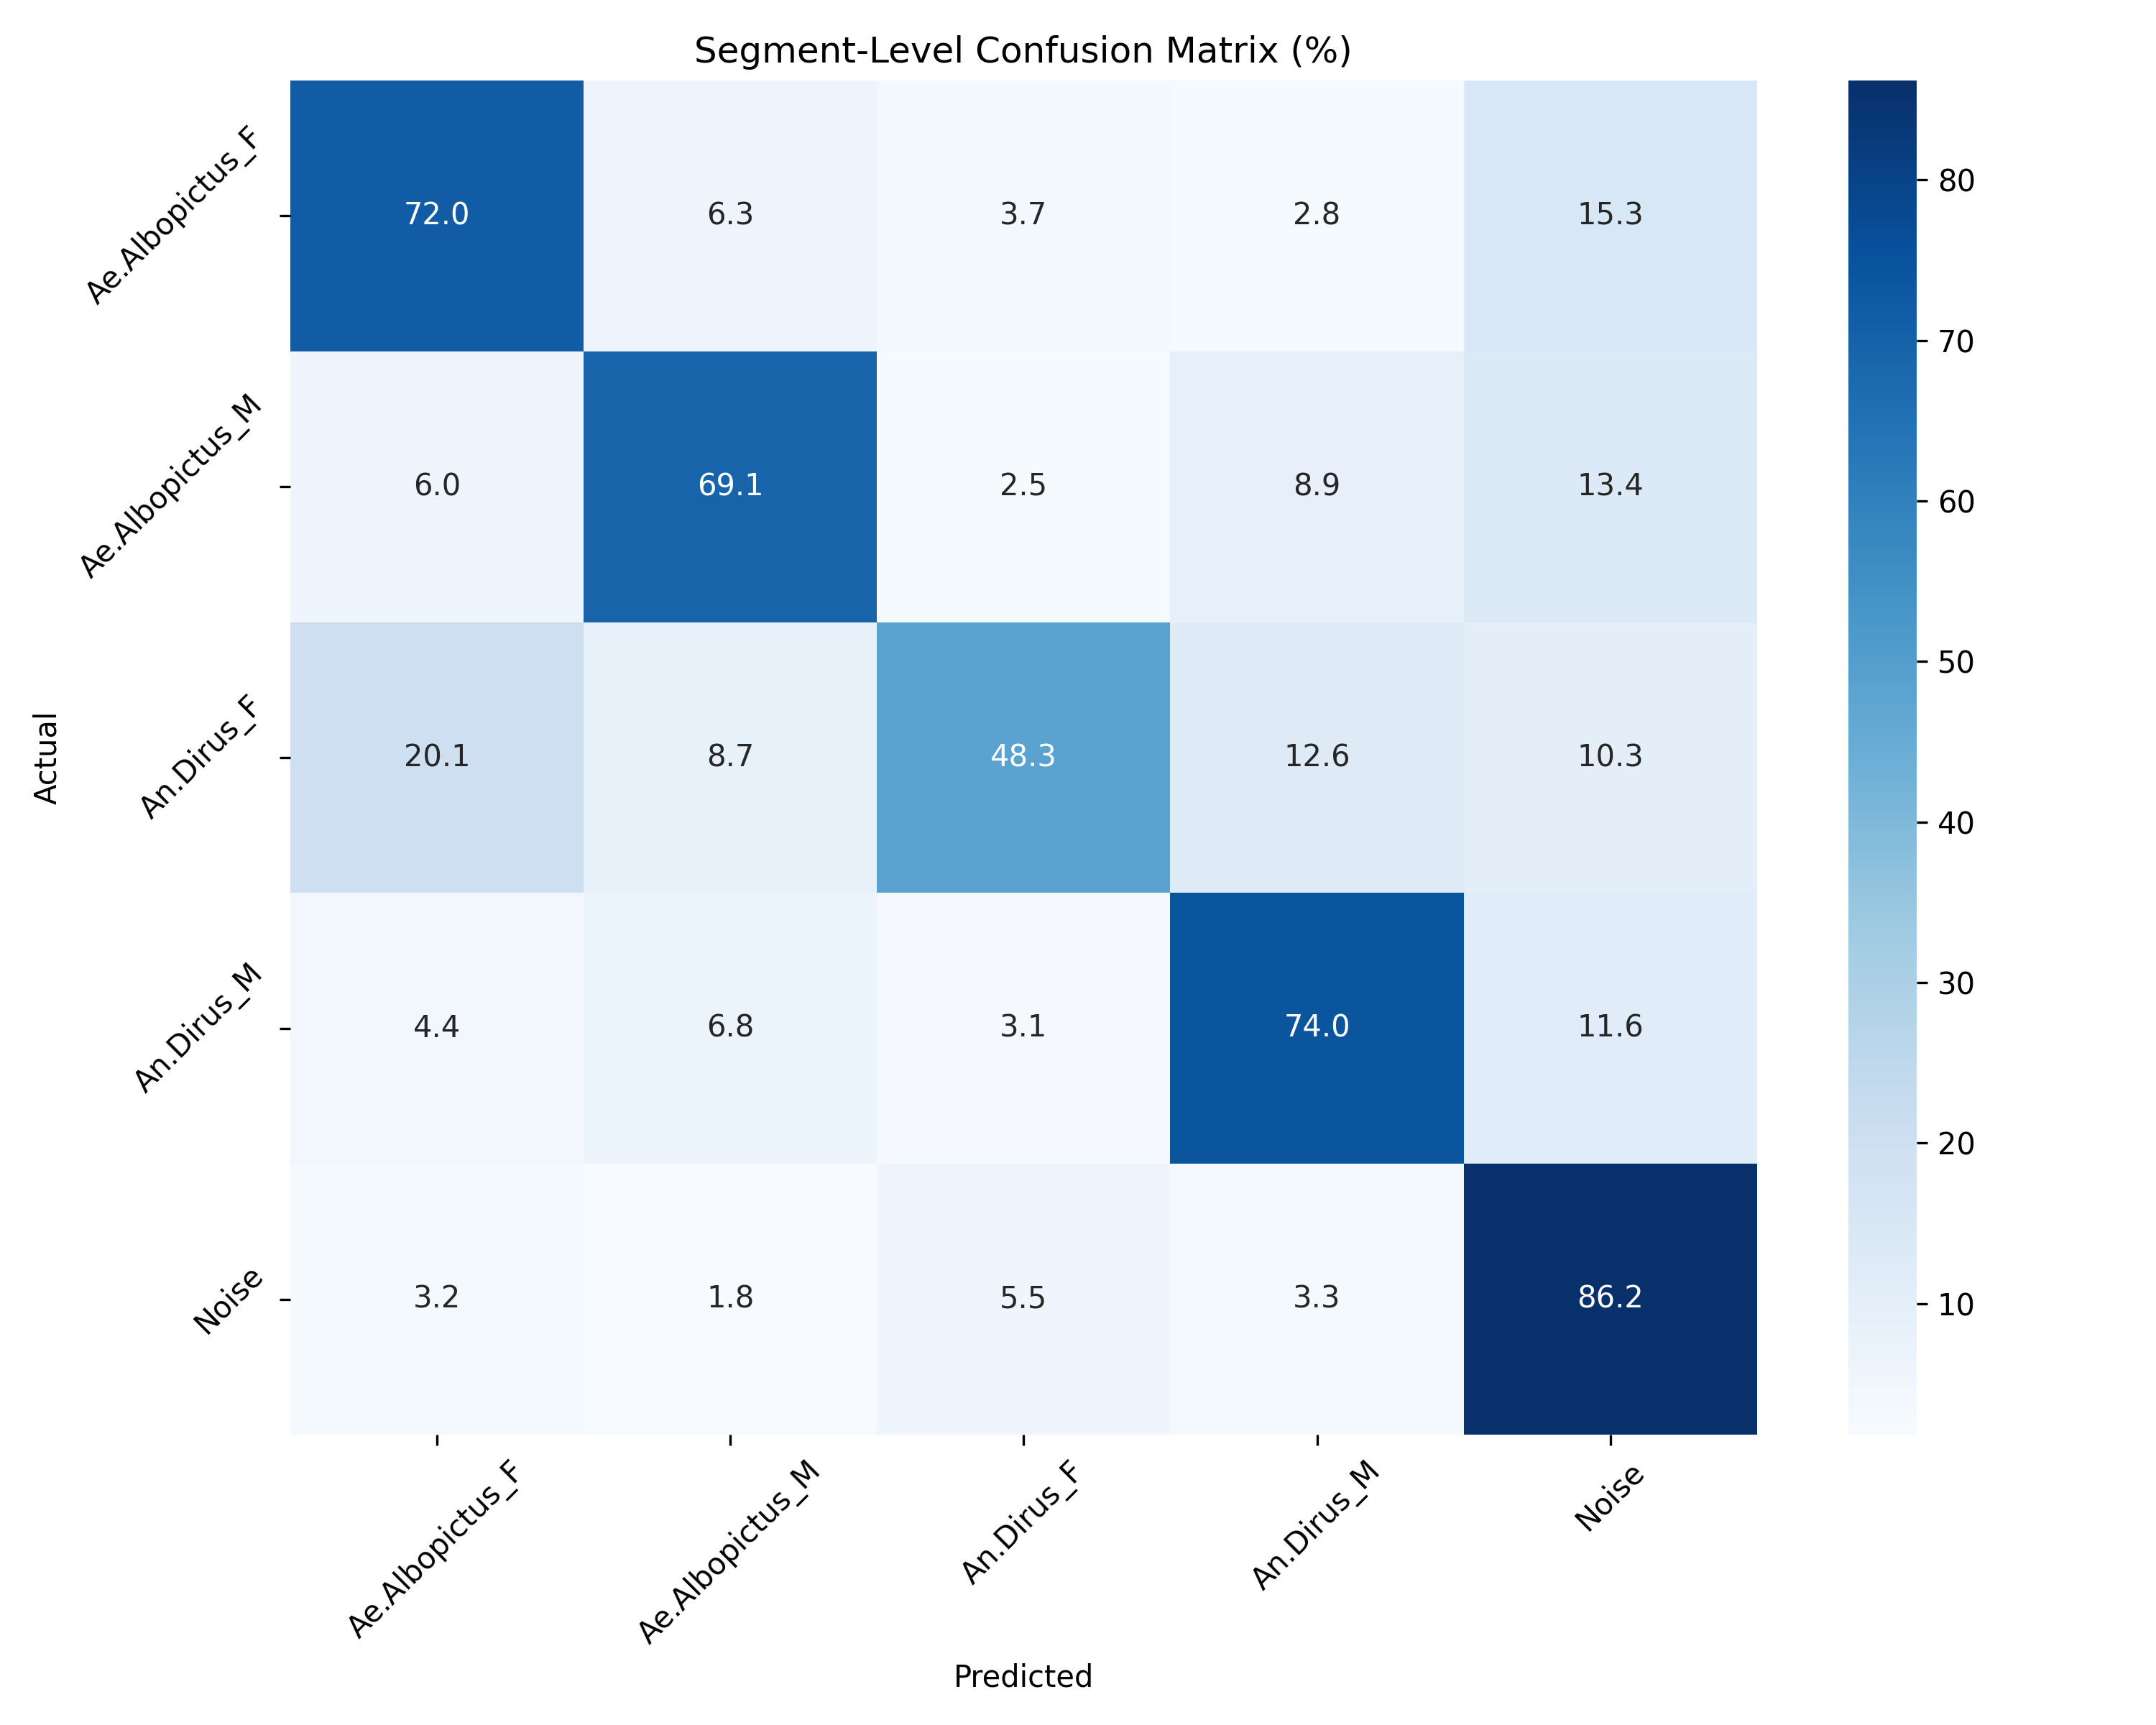 Segment-Level Confusion Matrix (%)
Actual
Ae.Albopictus_F
72.0 6.3 3.7 2.8 15.3
Ae.Albopictus_M
6.0 69.1 2.5 8.9 13.4
An.Dirus_F
20.1 8.7 48.3 12.6 10.3
An.Dirus_M
4.4 6.8 3.1 74.0 11.6
Noise
3.2 1.8 5.5 3.3 86.2
Ae.Albopictus_F
Ae.Albopictus_M
An.Dirus_F
An.Dirus_M
Noise
Predicted
80
70
60
50
40
30
20
10